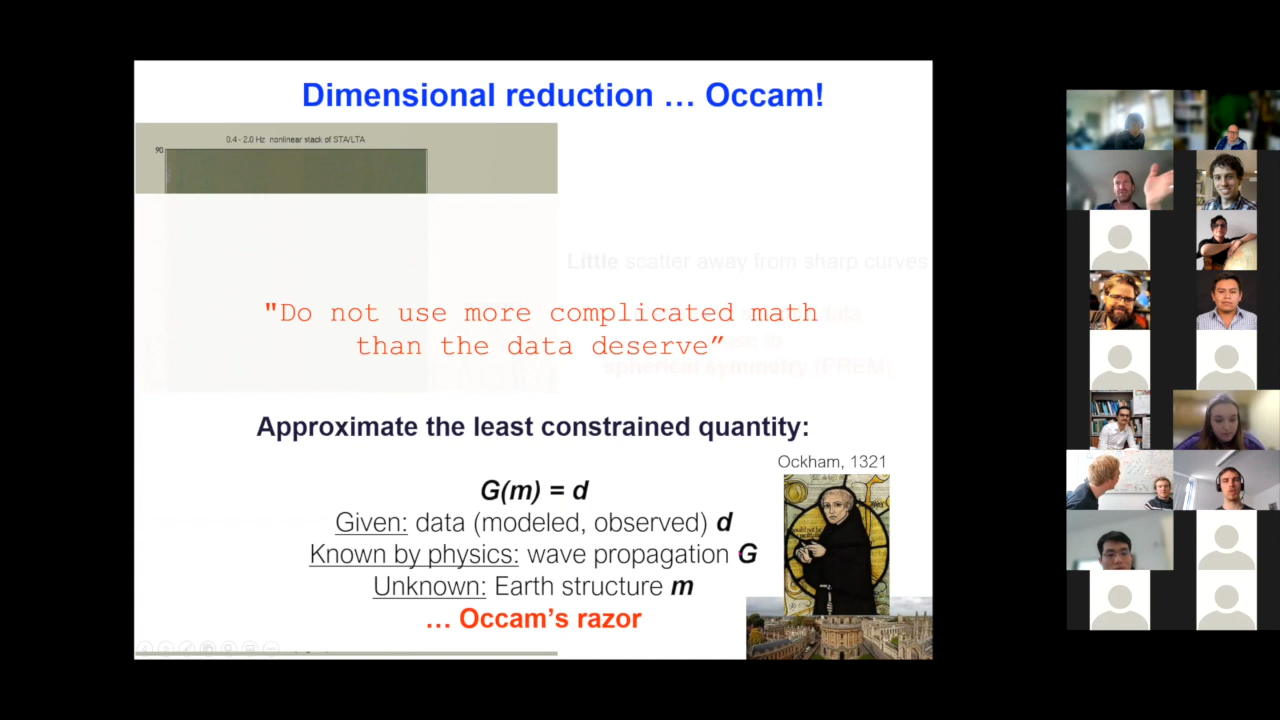 Dimensional reduction … Occam!
0.4 - 2.0 Hz nonlinear stack of STA/LTA
90
Little scatter away from sharp curves
"Do not use more complicated math
than the data deserve”
spherical symmetry (PREM)
Approximate the least constrained quantity:
Ockham, 1321
G(m) = d
Given: data (modeled, observed) d
Known by physics: wave propagation G
Unknown: Earth structure m
… Occam’s razor